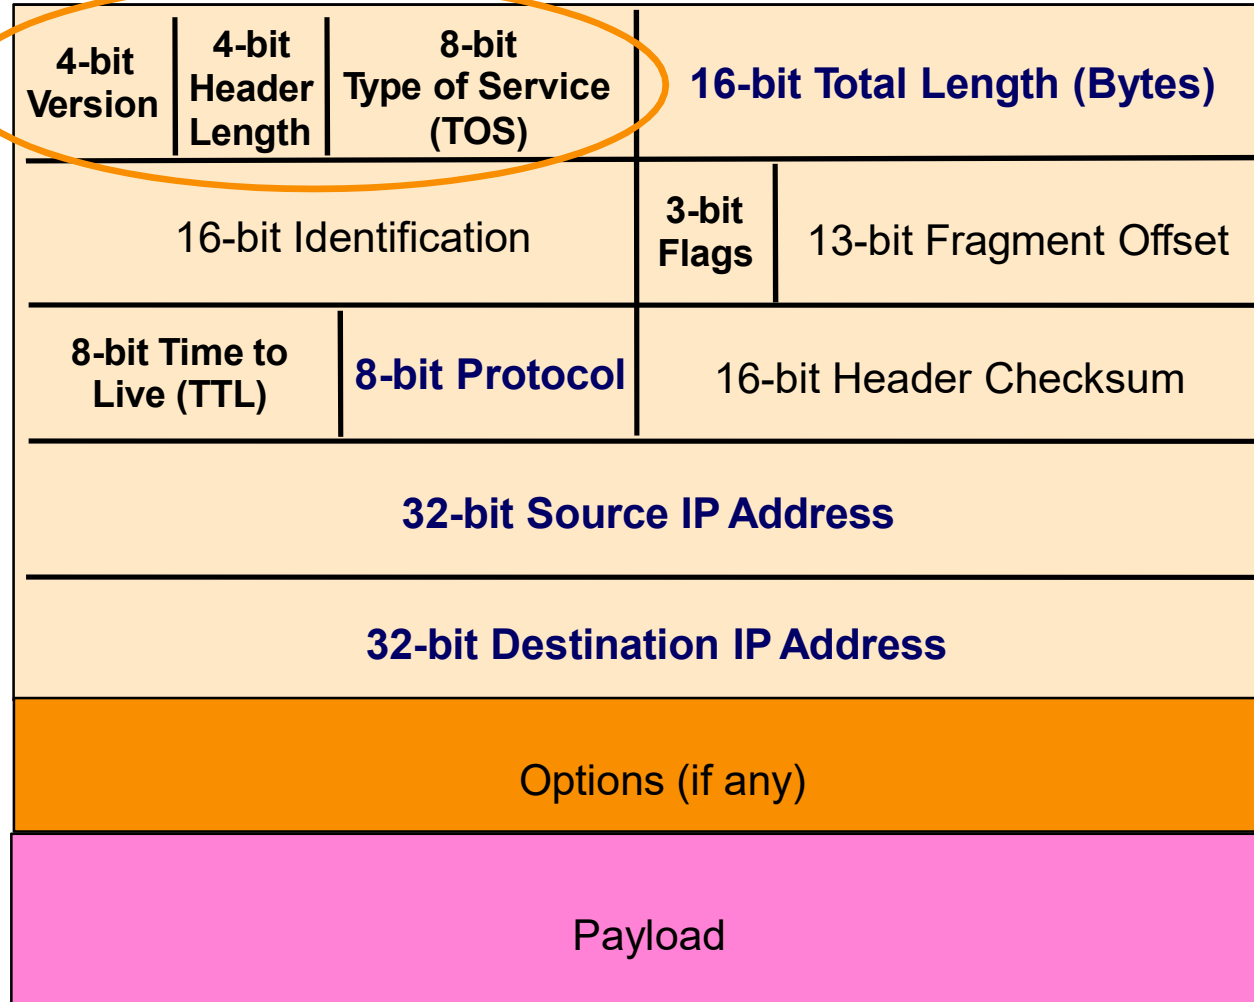 4-bit
Version
4-bit
Header
Length
8-bit
Type of Service
(TOS)
16-bit Total Length (Bytes)
16-bit Identification
3-bit
Flags
13-bit Fragment Offset
8-bit Time to
Live (TTL)
8-bit Protocol
16-bit Header Checksum
32-bit Source IP Address
32-bit Destination IP Address
Options (if any)
Payload